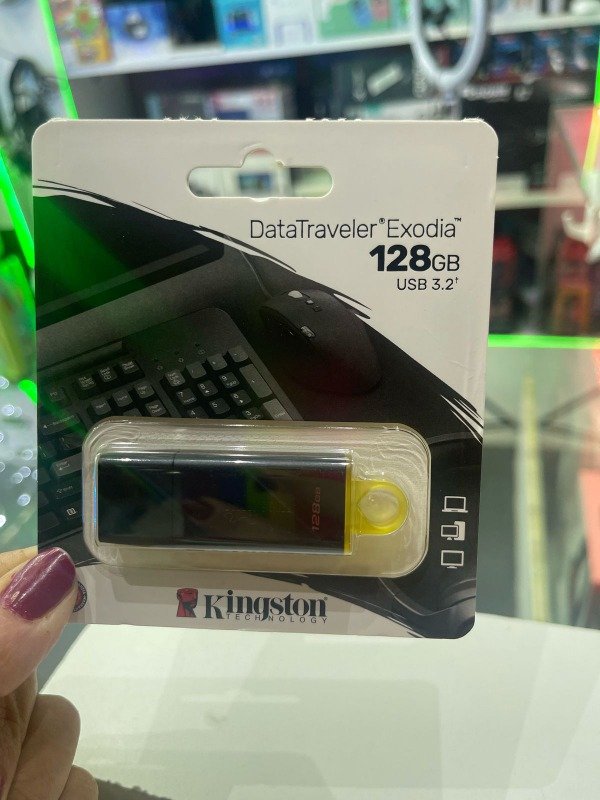 DataTraveler® Exodia™
128GB
USB 3.2†
128GB
Kingston
TECHNOLOGY